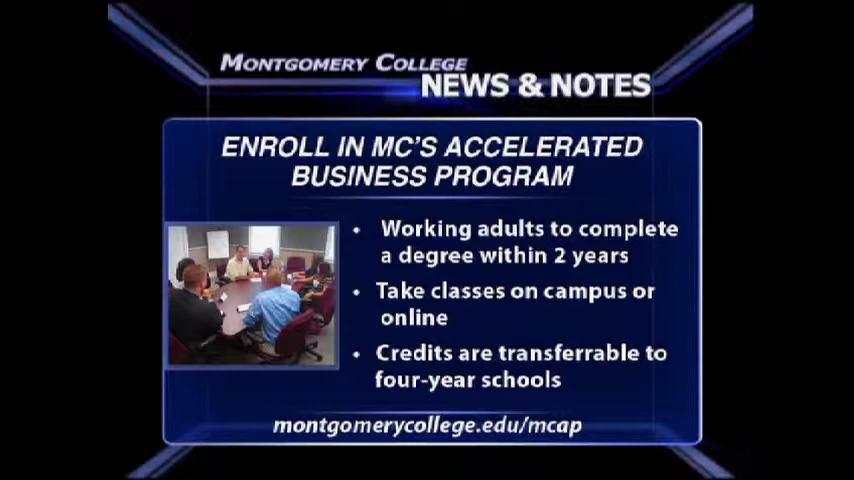 MONTGOMERY COLLEGE
NEWS & NOTES
ENROLL IN MC'S ACCELERATED
BUSINESS PROGRAM
• Working adults to complete
a degree within 2 years
• Take classes on campus or
online
• Credits are transferrable to
four-year schools
montgomerycollege.edu/mcap